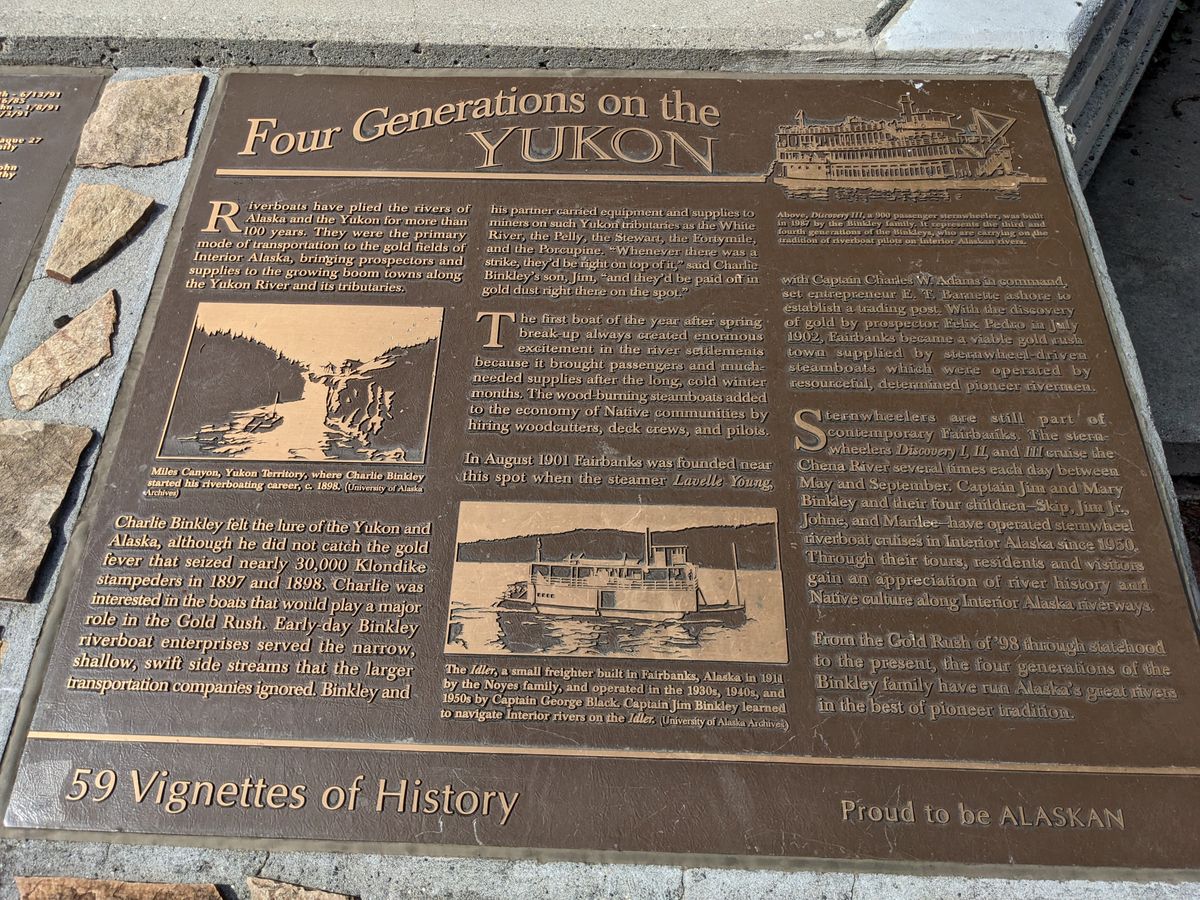 th - 6/13/91
6/85
hn - 1/8/91
ague 27
ohn
Four Generations on the
YUKON
Riverboats have plied the rivers of
Alaska and the Yukon for more than
100 years. They were the primary
mode of transportation to the gold fields of
Interior Alaska, bringing prospectors and
supplies to the growing boom towns along
the Yukon River and its tributaries.
Miles Canyon, Yukon Territory, where Charlie Binkley
started his riverboating career, c. 1898. (University of Alaska
Archives)
Charlie Binkley felt the lure of the Yukon and
Alaska, although he did not catch the gold
fever that seized nearly 30,000 Klondike
stampeders in 1897 and 1898. Charlie was
interested in the boats that would play a major
role in the Gold Rush. Early-day Binkley
riverboat enterprises served the narrow,
shallow, swift side streams that the larger
transportation companies ignored. Binkley and
his partner carried equipment and supplies to
miners on such Yukon tributaries as the White
River, the Pelly, the Stewart, the Fortymile,
and the Porcupine. "Whenever there was a
strike, they'd be right on top of it," said Charlie
Binkley's son, Jim, "and they'd be paid off in
gold dust right there on the spot."
The first boat of the year after spring
break-up always created enormous
excitement in the river settlements
because it brought passengers and much-
needed supplies after the long, cold winter
months. The wood-burning steamboats added
to the economy of Native communities by
hiring woodcutters, deck crews, and pilots.
In August 1901 Fairbanks was founded near
this spot when the steamer Lavelle Young,
The Idler, a small freighter built in Fairbanks, Alaska in 1911
by the Noyes family, and operated in the 1930s, 1940s, and
1950s by Captain George Black. Captain Jim Binkley learned
to navigate Interior rivers on the Idler. (University of Alaska Archives)
Above, Discovery III, a 900 passenger sternwheeler, was built
in 1987 by the Binkley family. It represents the third and
fourth generations of the Binkleys, who are carrying on the
tradition of riverboat pilots on Interior Alaskan rivers.
with Captain Charles W. Adams in command,
set entrepreneur E. T. Barnette ashore to
establish a trading post. With the discovery
of gold by prospector Felix Pedro in July
1902, Fairbanks became a viable gold rush
town supplied by sternwheel-driven
steamboats which were operated by
resourceful, determined pioneer rivermen.
Sternwheelers are still part of
contemporary Fairbanks. The stern-
wheelers Discovery I, II, and III cruise the
Chena River several times each day between
May and September. Captain Jim and Mary
Binkley and their four children—Skip, Jim Jr.,
Johne, and Marilee—have operated sternwheel
riverboat cruises in Interior Alaska since 1950.
Through their tours, residents and visitors
gain an appreciation of river history and
Native culture along Interior Alaska riverways.
From the Gold Rush of '98 through statehood
to the present, the four generations of the
Binkley family have run Alaska's great rivers
in the best of pioneer tradition.
59 Vignettes of History
Proud to be ALASKAN